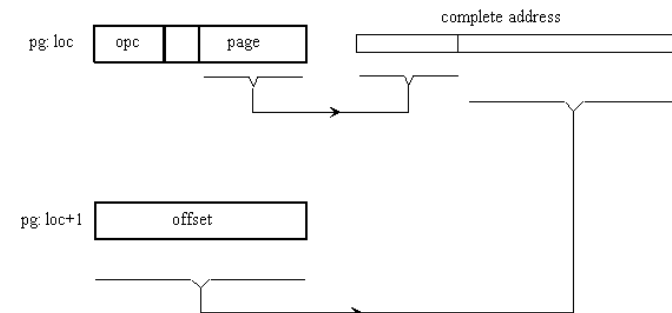 complete address
pg: loc opc page
pg: loc+1 offset